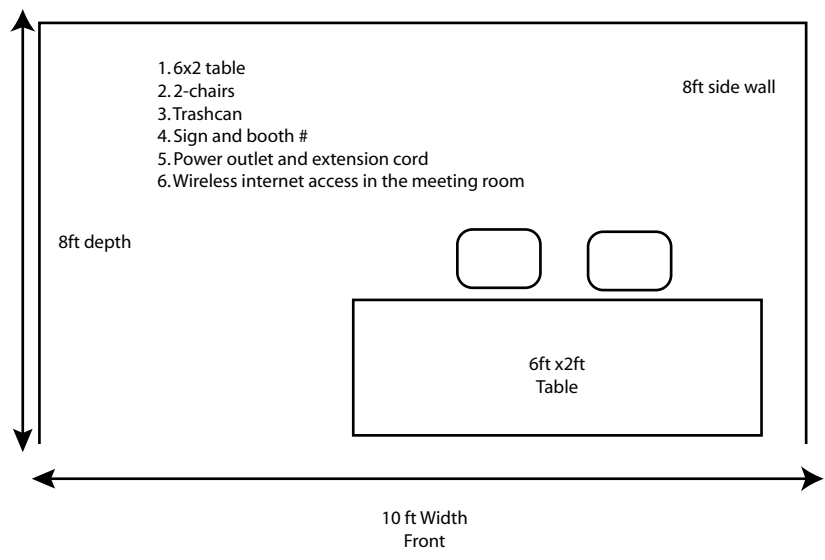 1. 6x2 table
2. 2-chairs
3. Trashcan
4. Sign and booth #
5. Power outlet and extension cord
6. Wireless internet access in the meeting room
8ft side wall
8ft depth
6ft x2ft
Table
10 ft Width
Front